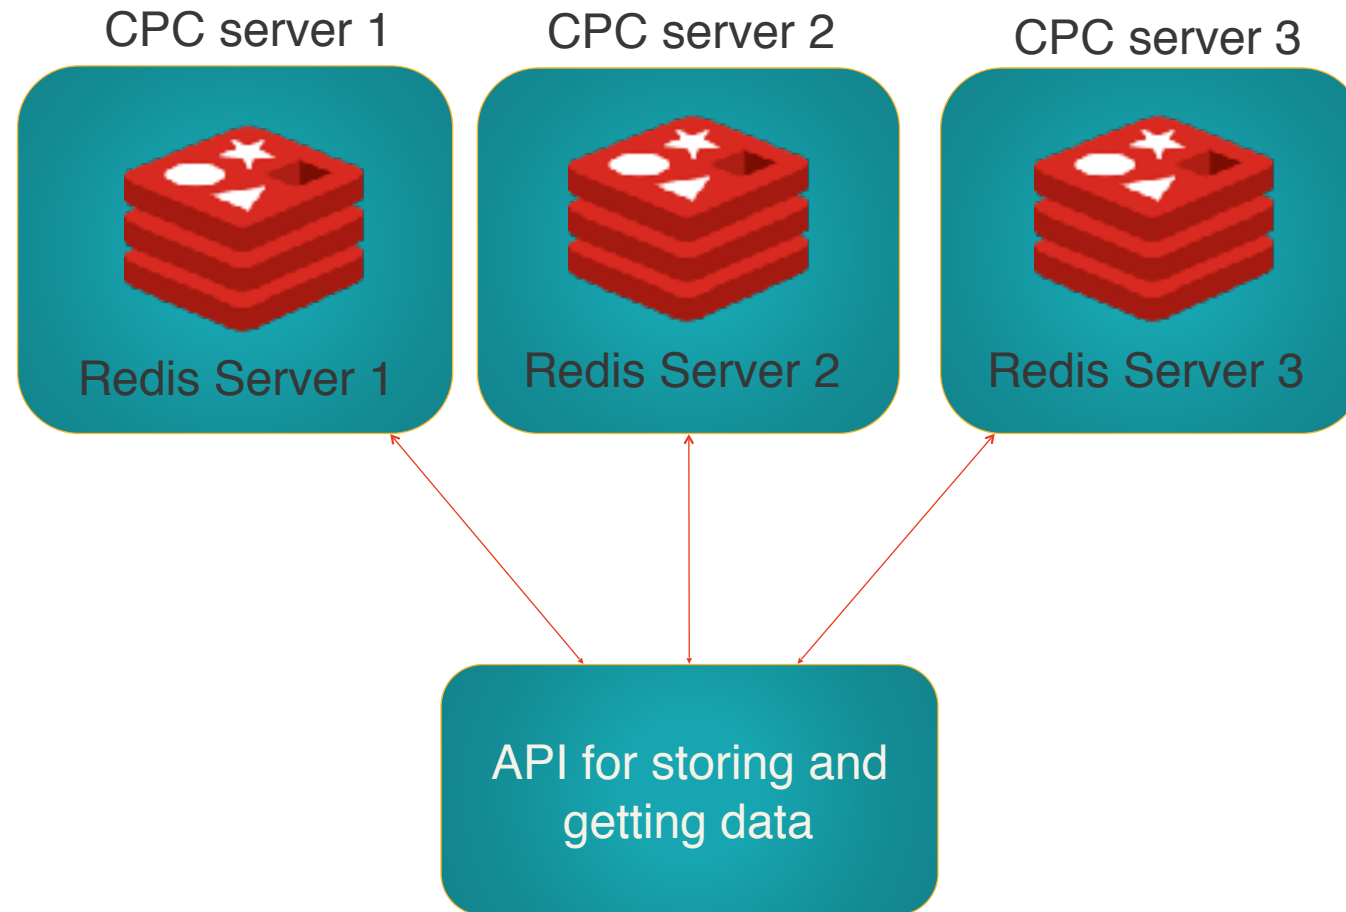 CPC server 1
CPC server 2
CPC server 3
Redis Server 1
Redis Server 2
Redis Server 3
API for storing and
getting data